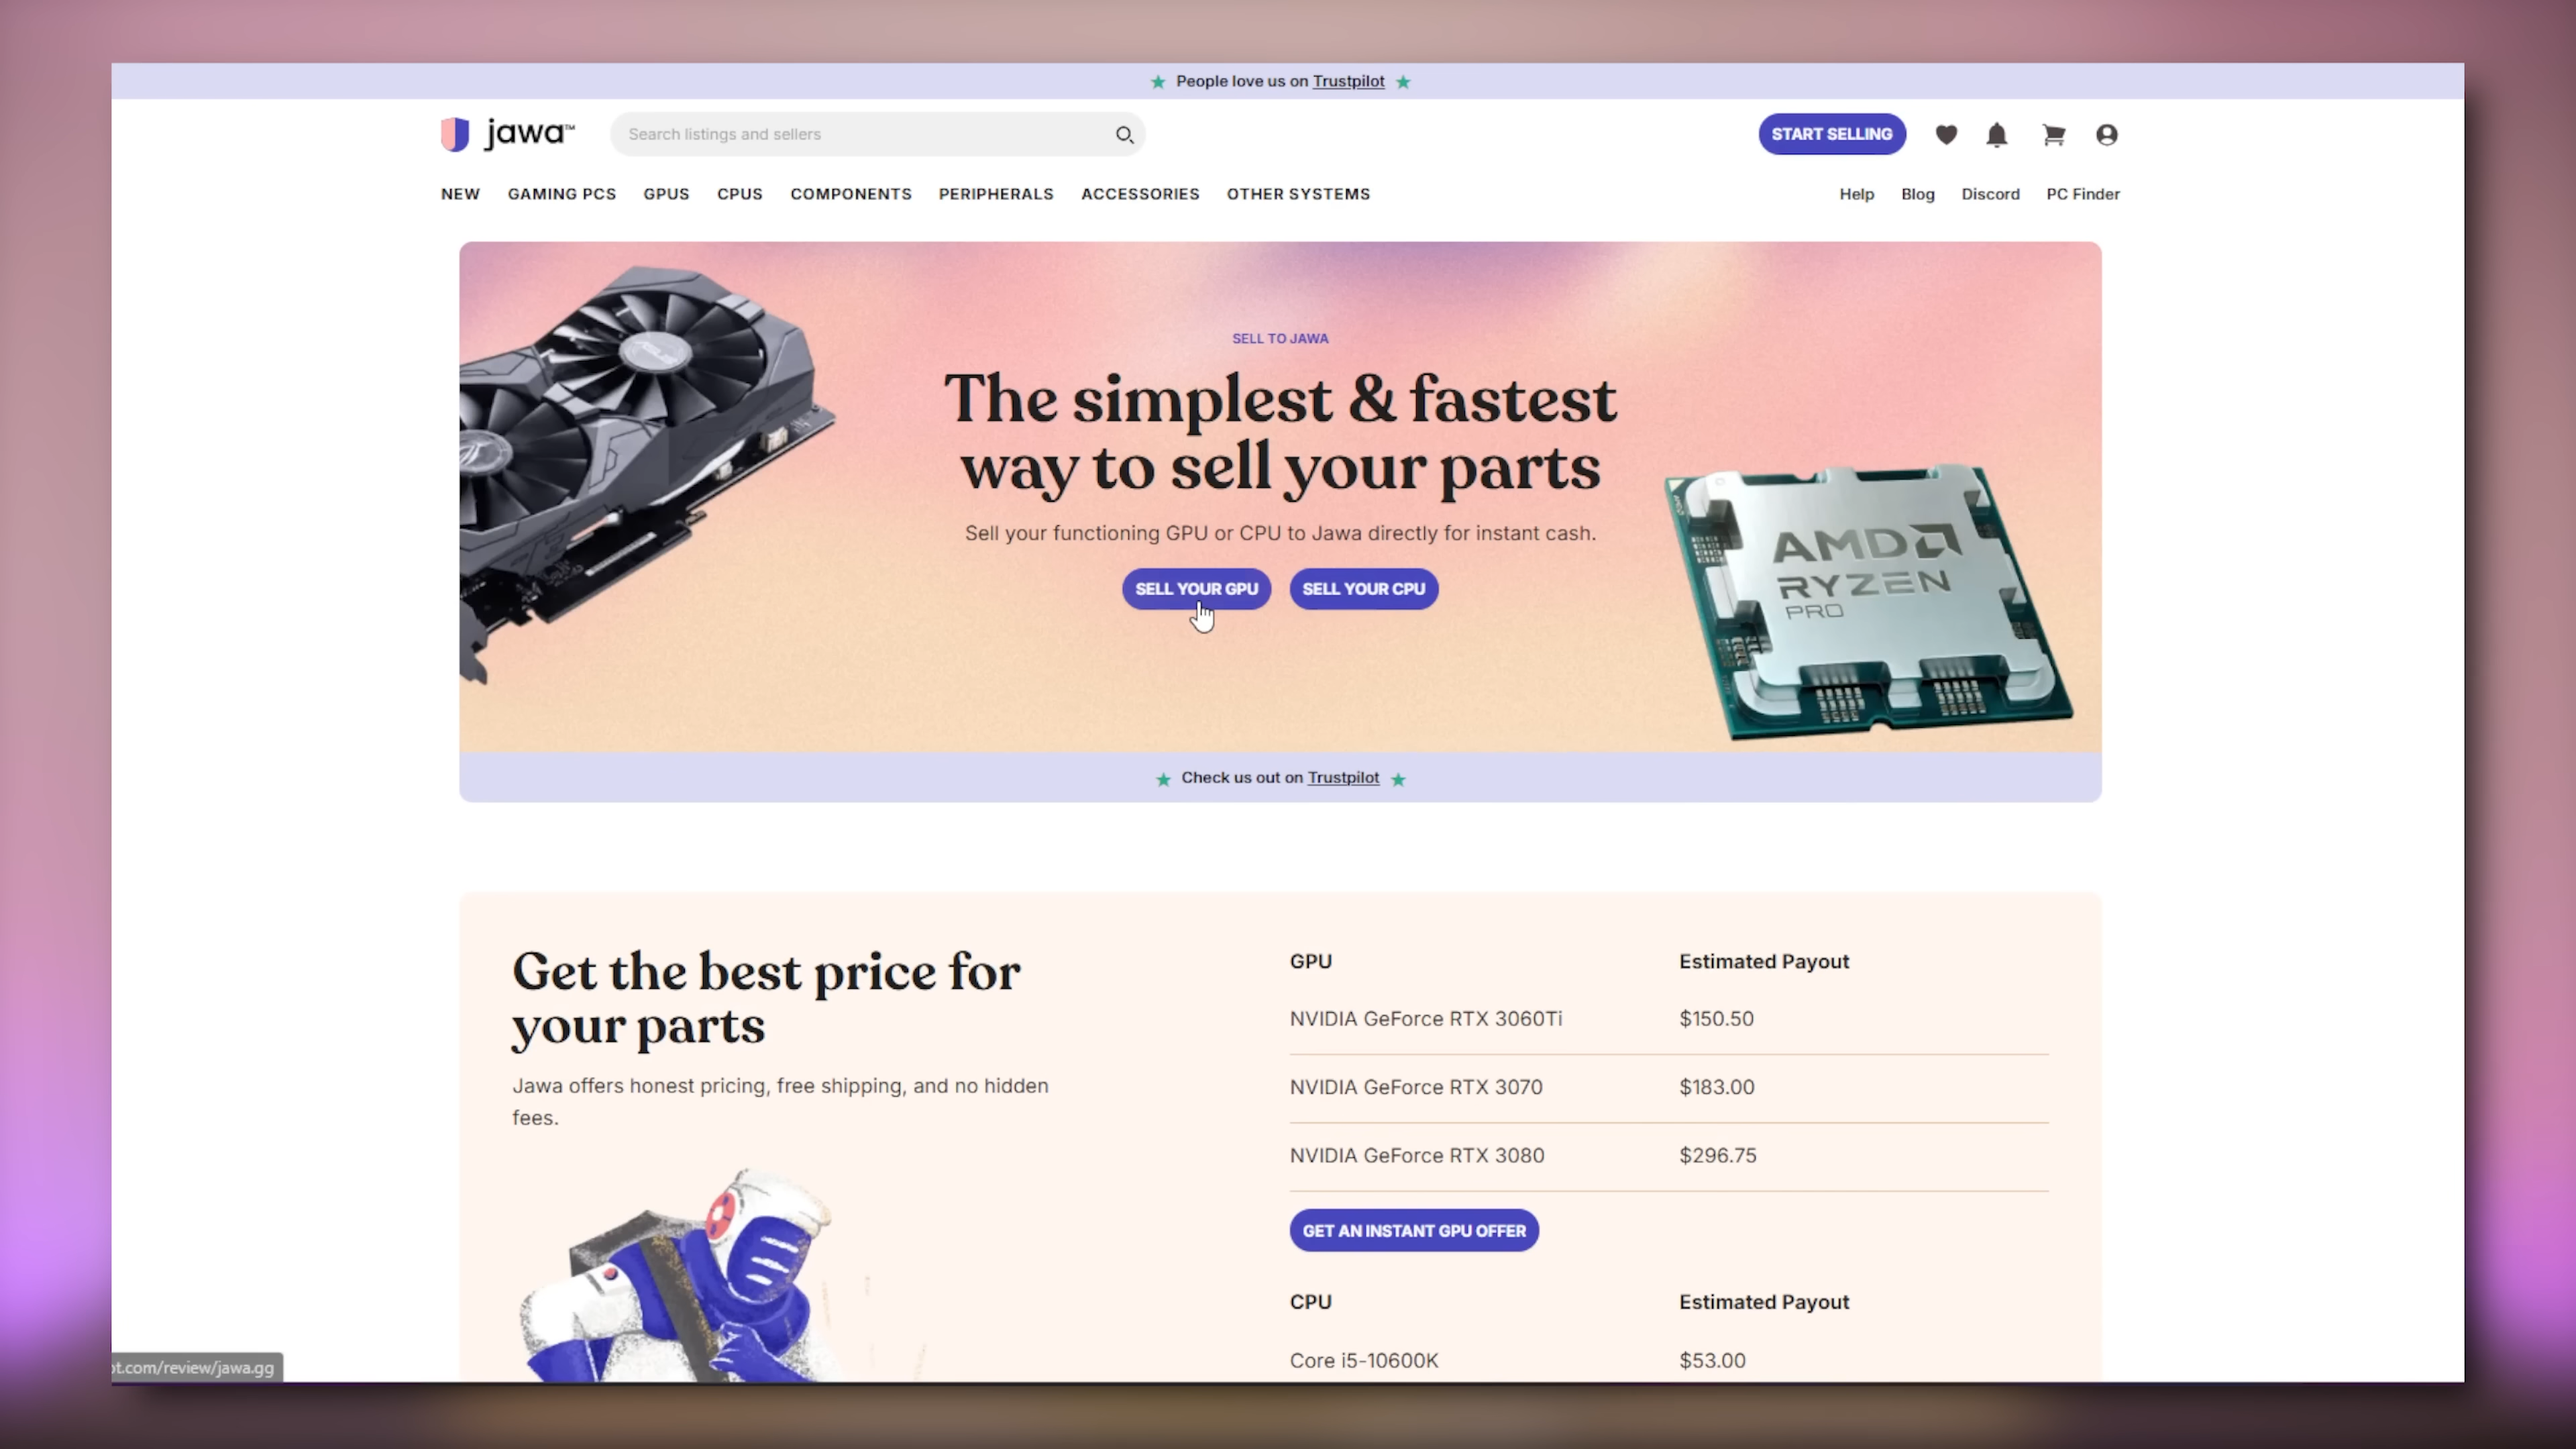 People love us on Trustpilot
jawa™
Search listings and sellers
START SELLING
NEW GAMING PCS GPUS CPUS COMPONENTS PERIPHERALS ACCESSORIES OTHER SYSTEMS
Help Blog Discord PC Finder
SELL TO JAWA
The simplest & fastest
way to sell your parts
Sell your functioning GPU or CPU to Jawa directly for instant cash.
SELL YOUR GPU SELL YOUR CPU
ASUS
AMD
RYZEN
PRO
Check us out on Trustpilot
Get the best price for
your parts
Jawa offers honest pricing, free shipping, and no hidden
fees.
GPU Estimated Payout
NVIDIA GeForce RTX 3060Ti $150.50
NVIDIA GeForce RTX 3070 $183.00
NVIDIA GeForce RTX 3080 $296.75
GET AN INSTANT GPU OFFER
CPU Estimated Payout
Core i5-10600K $53.00
ot.com/review/jawa.gg